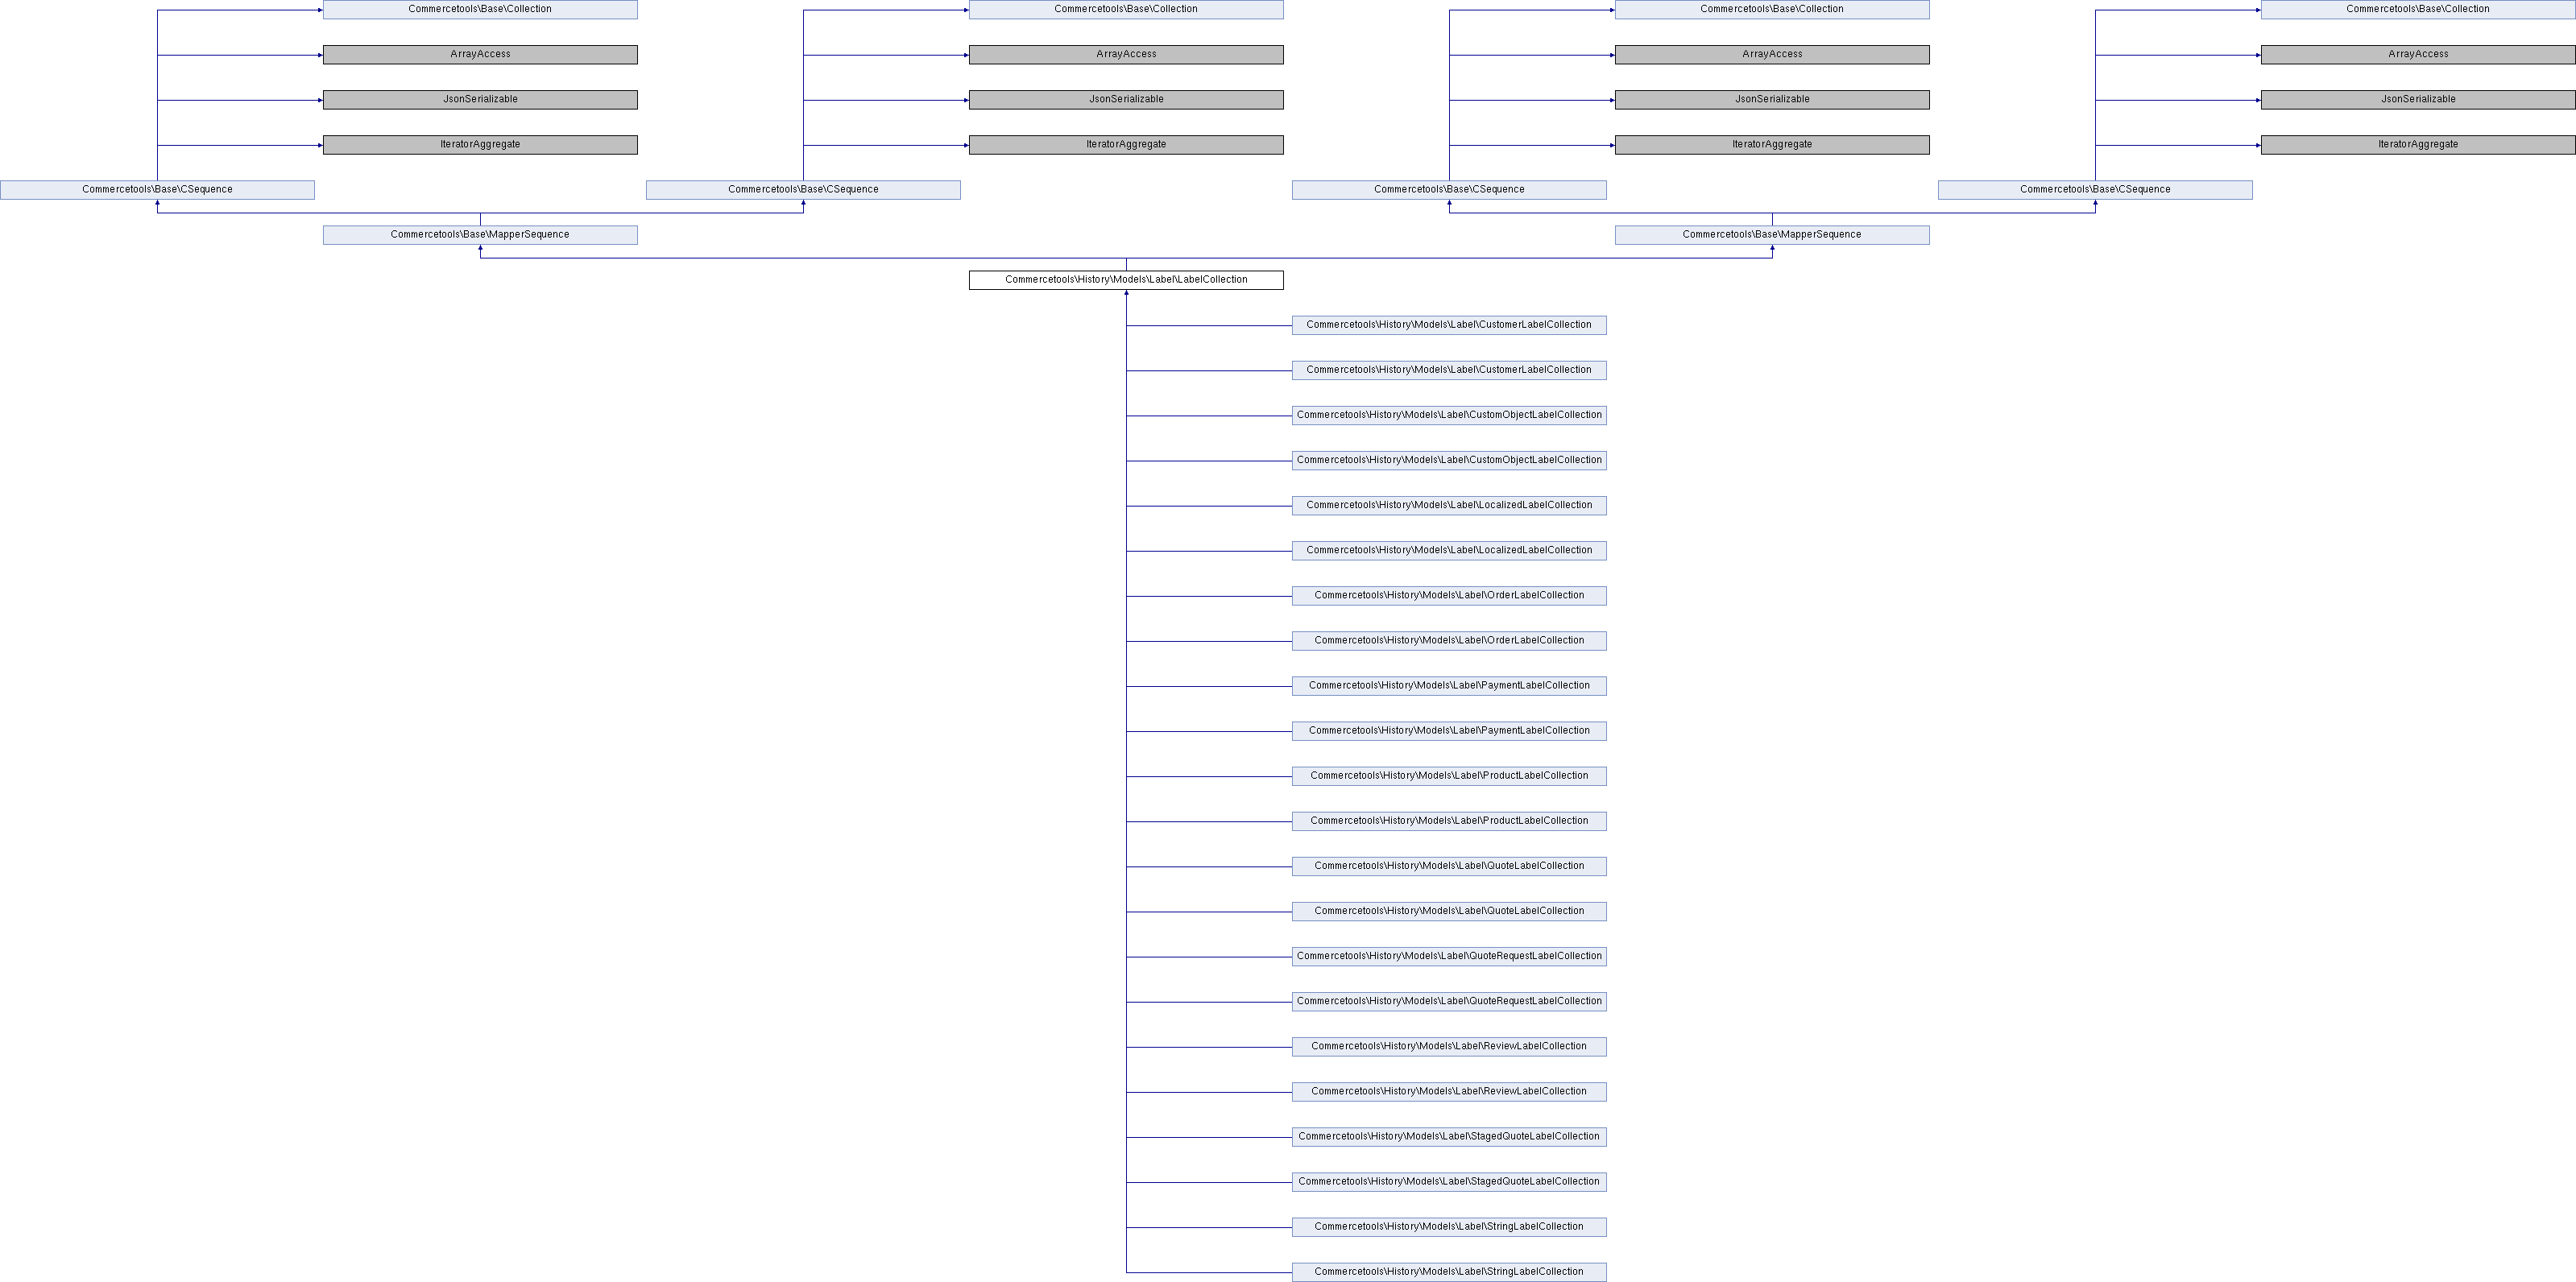 Commercetools\Base\Collection
Commercetools\Base\Collection
Commercetools\Base\Collection
Commercetools\Base\Collection
ArrayAccess
ArrayAccess
ArrayAccess
ArrayAccess
JsonSerializable
JsonSerializable
JsonSerializable
JsonSerializable
IteratorAggregate
IteratorAggregate
IteratorAggregate
IteratorAggregate
Commercetools\Base\CSequence
Commercetools\Base\CSequence
Commercetools\Base\CSequence
Commercetools\Base\CSequence
Commercetools\Base\MapperSequence
Commercetools\Base\MapperSequence
Commercetools\History\Models\Label\LabelCollection
Commercetools\History\Models\Label\CustomerLabelCollection
Commercetools\History\Models\Label\CustomerLabelCollection
Commercetools\History\Models\Label\CustomObjectLabelCollection
Commercetools\History\Models\Label\CustomObjectLabelCollection
Commercetools\History\Models\Label\LocalizedLabelCollection
Commercetools\History\Models\Label\LocalizedLabelCollection
Commercetools\History\Models\Label\OrderLabelCollection
Commercetools\History\Models\Label\OrderLabelCollection
Commercetools\History\Models\Label\PaymentLabelCollection
Commercetools\History\Models\Label\PaymentLabelCollection
Commercetools\History\Models\Label\ProductLabelCollection
Commercetools\History\Models\Label\ProductLabelCollection
Commercetools\History\Models\Label\QuoteLabelCollection
Commercetools\History\Models\Label\QuoteLabelCollection
Commercetools\History\Models\Label\QuoteRequestLabelCollection
Commercetools\History\Models\Label\QuoteRequestLabelCollection
Commercetools\History\Models\Label\ReviewLabelCollection
Commercetools\History\Models\Label\ReviewLabelCollection
Commercetools\History\Models\Label\StagedQuoteLabelCollection
Commercetools\History\Models\Label\StagedQuoteLabelCollection
Commercetools\History\Models\Label\StringLabelCollection
Commercetools\History\Models\Label\StringLabelCollection